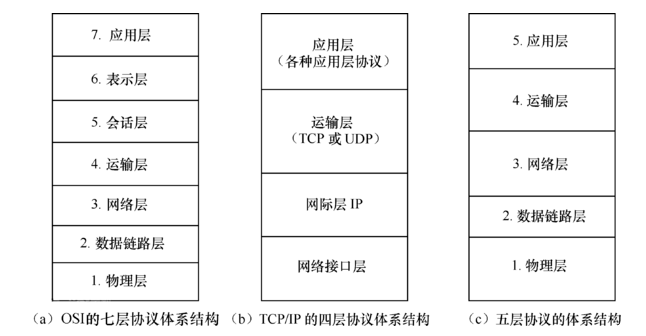 7. 应用层
6. 表示层
5. 会话层
4. 运输层
3. 网络层
2. 数据链路层
1. 物理层
(a) OSI的七层协议体系结构
应用层
(各种应用层协议)
运输层
(TCP 或 UDP)
网际层 IP
网络接口层
(b) TCP/IP 的四层协议体系结构
5. 应用层
4. 运输层
3. 网络层
2. 数据链路层
1. 物理层
(c) 五层协议的体系结构